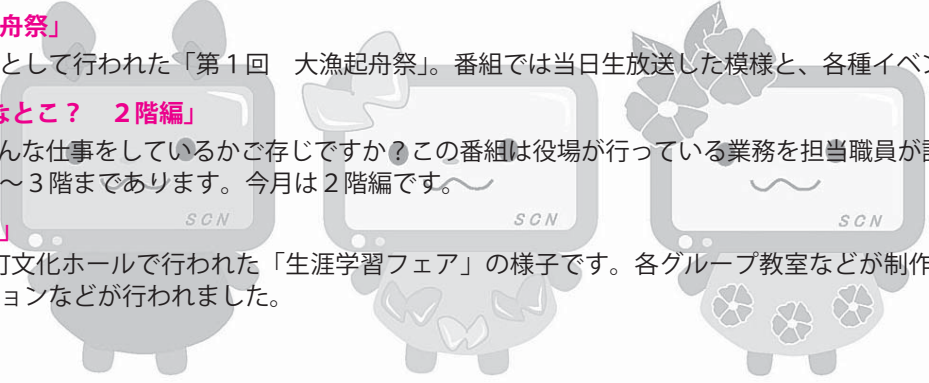 舟祭」
として行われた「第１回　大漁起舟祭」。番組では当日生放送した模様と、各種イベン
なとこ？　２階編」
んな仕事をしているかご存じですか？この番組は役場が行っている業務を担当職員が
～３階まであります。今月は２階編です。
SCN SCN SCN
」
町文化ホールで行われた「生涯学習フェア」の様子です。各グループ教室などが制作
ョンなどが行われました。